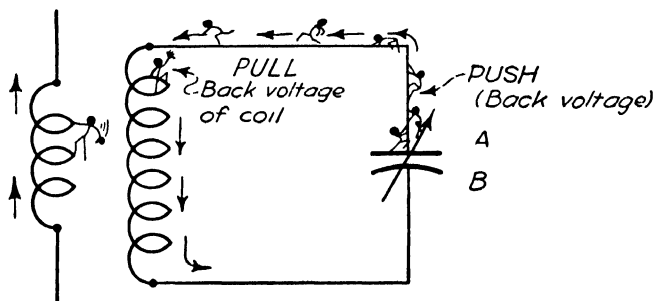 PULL
Back voltage
of coil
PUSH
(Back voltage)
A
B